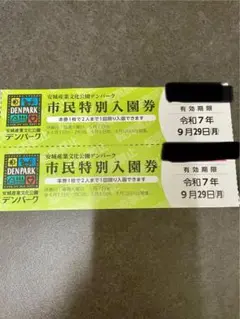 DENPARK
安城産業文化公園
デンパーク
安城産業文化公園デンパーク
市民特別入園券
本券1枚で2人まで1回限り入園できます
有効期限
令和7年
9月29日(月)
DENPARK
安城産業文化公園
デンパーク
安城産業文化公園デンパーク
市民特別入園券
本券1枚で2人まで1回限り入園できます
有効期限
令和7年
9月29日(月)